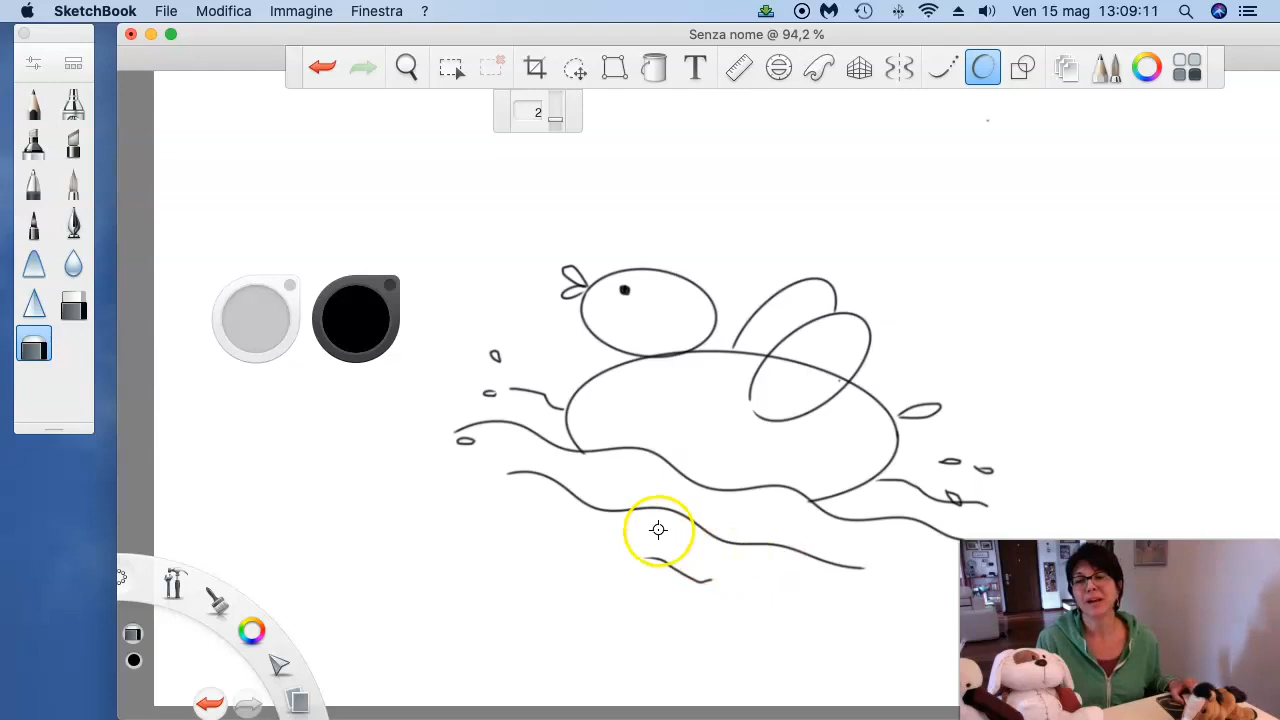 SketchBook File Modifica Immagine Finestra ? Ven 15 mag 13:09:11
Senza nome @ 94,2 %
T
2